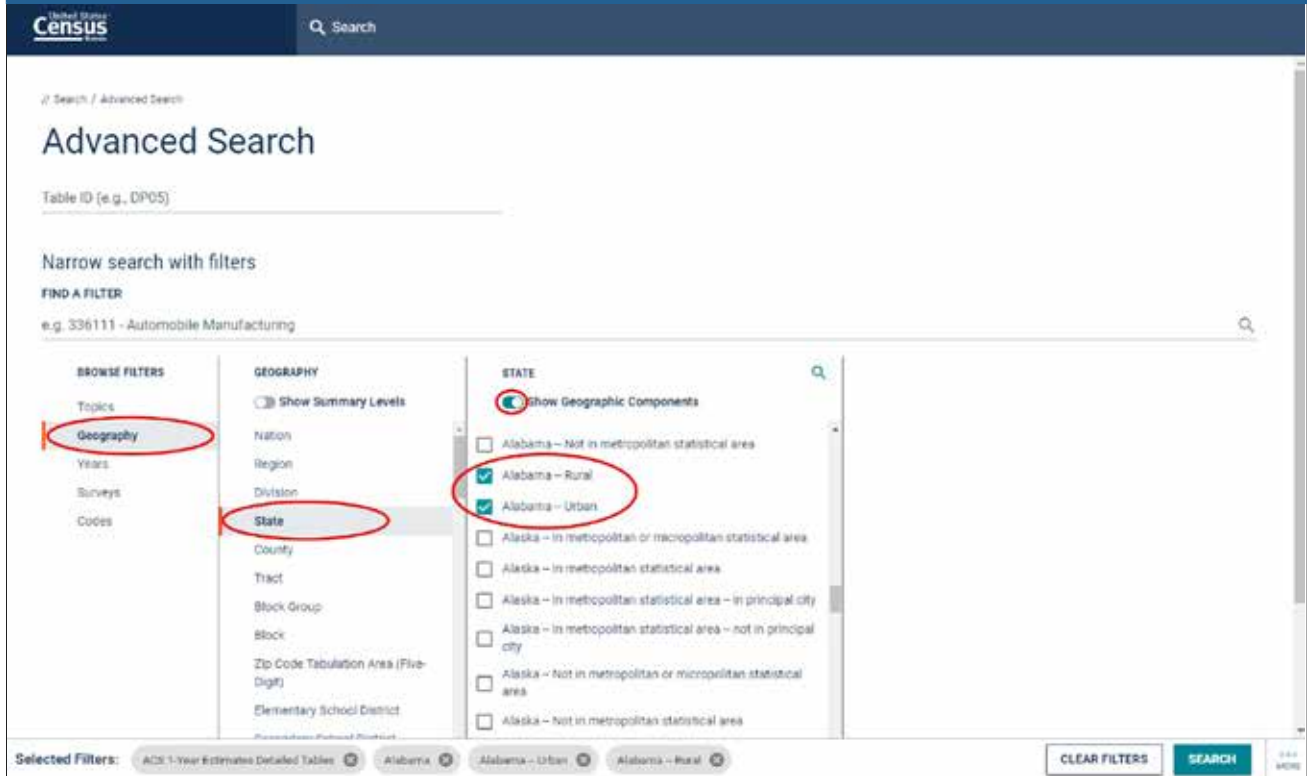 United States
Census
Bureau
Search
// Search / Advanced Search
Advanced Search
Table ID (e.g., DP05)
Narrow search with filters
FIND A FILTER
e.g. 336111 - Automobile Manufacturing
BROWSE FILTERS
Topics
Geography
Years
Surveys
Codes
GEOGRAPHY
Show Summary Levels
Nation
Region
Division
State
County
Tract
Block Group
Block
Zip Code Tabulation Area (Five-
Digit)
Elementary School District
Secondary School District
STATE
Show Geographic Components
Alabama – Not in metropolitan statistical area
Alabama – Rural
Alabama – Urban
Alaska – In metropolitan or micropolitan statistical area
Alaska – In metropolitan statistical area
Alaska – In metropolitan statistical area – in principal city
Alaska – In metropolitan statistical area – not in principal
city
Alaska – Not in metropolitan or micropolitan statistical
area
Alaska – Not in metropolitan statistical area
Selected Filters: ACS 1-Year Estimates Detailed Tables Alabama Alabama – Urban Alabama – Rural CLEAR FILTERS SEARCH
MORE